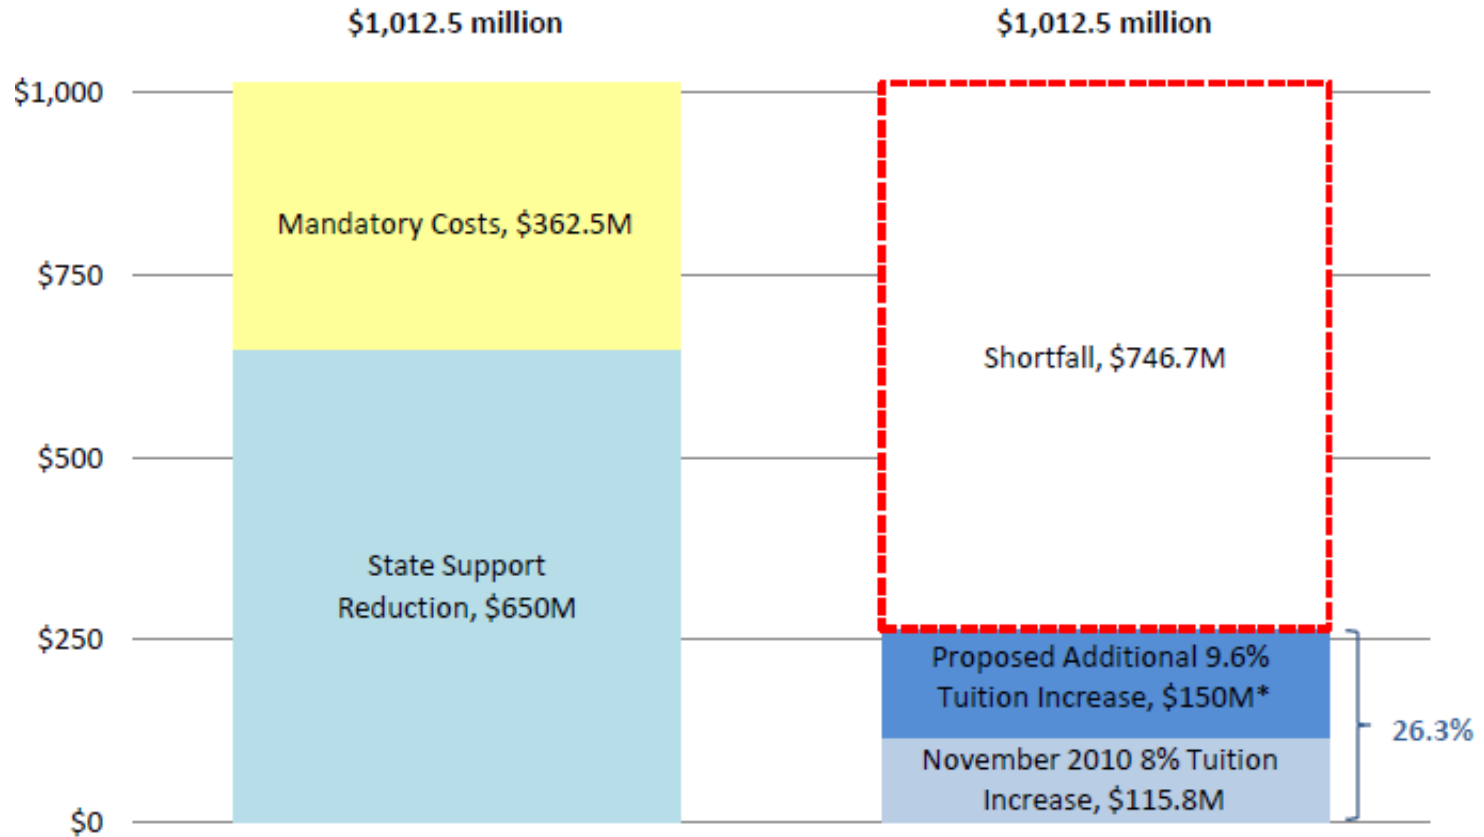 $1,012.5 million
$1,012.5 million
$1,000
$750
$500
$250
$0
Mandatory Costs, $362.5M
State Support
Reduction, $650M
Shortfall, $746.7M
Proposed Additional 9.6%
Tuition Increase, $150M*
November 2010 8% Tuition
Increase, $115.8M
26.3%